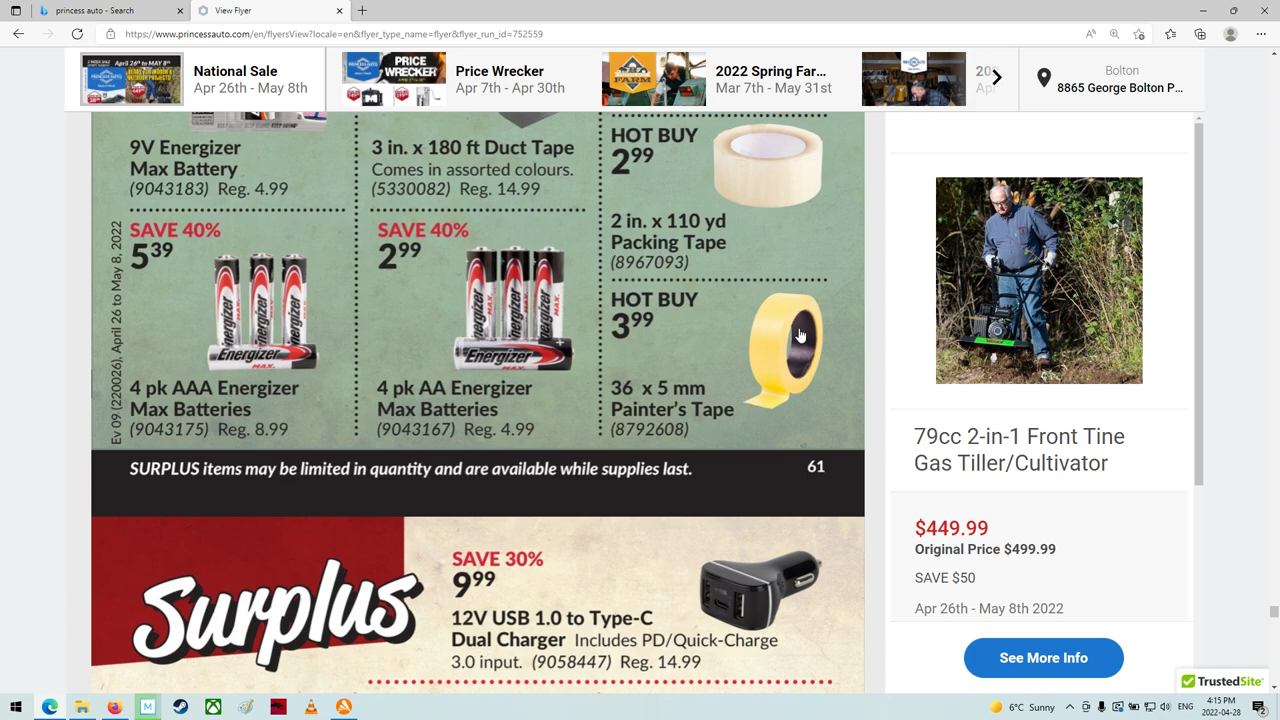 princess auto - Search
View Flyer
https://www.princessauto.com/en/flyersView?locale=en&flyer_type_name=flyer&flyer_run_id=752559
National Sale
Apr 26th - May 8th
Price Wrecker
Apr 7th - Apr 30th
2022 Spring Far...
Mar 7th - May 31st
Bolton
8865 George Bolton P...
9V Energizer
Max Battery
(9043183) Reg. 4.99
3 in. x 180 ft Duct Tape
Comes in assorted colours.
(5330082) Reg. 14.99
HOT BUY
2 99
2 in. x 110 yd
Packing Tape
(8967093)
Ev 09 (220026), April 26 to May 8, 2022
SAVE 40%
5 39
4 pk AAA Energizer
Max Batteries
(9043175) Reg. 8.99
SAVE 40%
2 99
4 pk AA Energizer
Max Batteries
(9043167) Reg. 4.99
HOT BUY
3 99
36 x 5 mm
Painter's Tape
(8792608)
SURPLUS items may be limited in quantity and are available while supplies last.
61
Surplus
SAVE 30%
9 99
12V USB 1.0 to Type-C
Dual Charger Includes PD/Quick-Charge
3.0 input. (9058447) Reg. 14.99
79cc 2-in-1 Front Tine
Gas Tiller/Cultivator
$449.99
Original Price $499.99
SAVE $50
Apr 26th - May 8th 2022
See More Info
TrustedSite
6°C Sunny
ENG
4:15 PM
2022-04-28